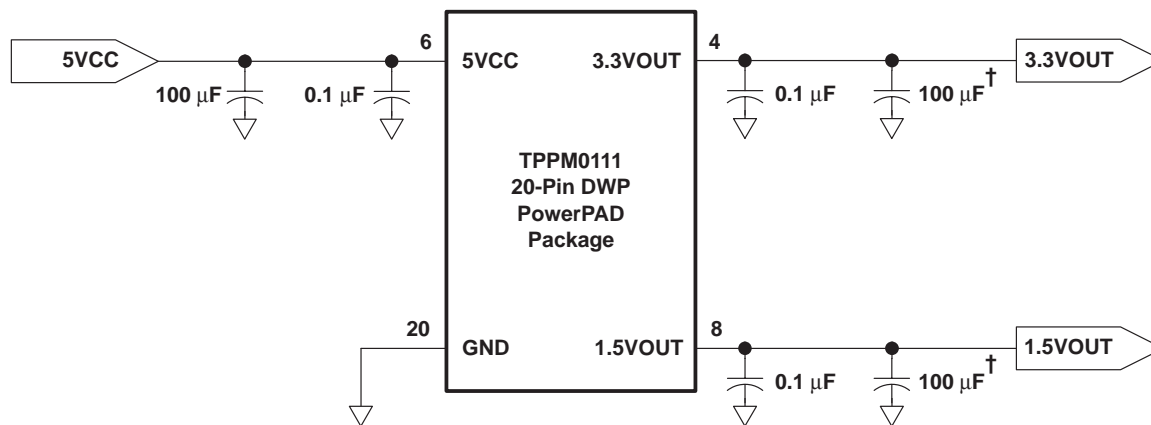 5VCC
6
5VCC
3.3VOUT
4
3.3VOUT
100 μF
0.1 μF
0.1 μF
100 μF†
TPPM0111
20-Pin DWP
PowerPAD
Package
20
GND
1.5VOUT
8
1.5VOUT
0.1 μF
100 μF†